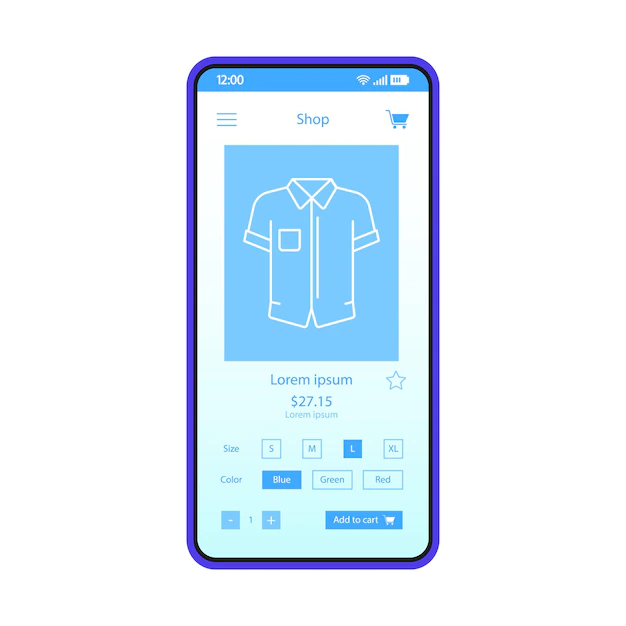 12:00
Shop
Lorem ipsum
$27.15
Lorem ipsum
Size S M L XL
Color Blue Green Red
- 1 + Add to cart